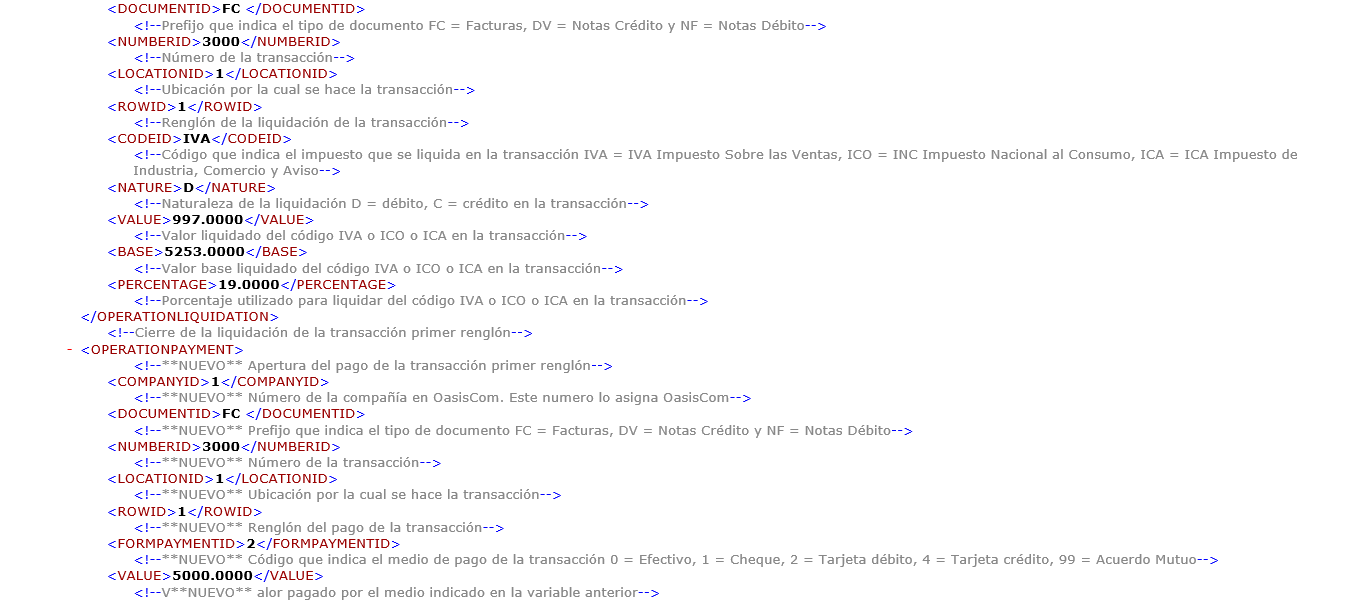 <DOCUMENTID>FC </DOCUMENTID>
<!--Prefijo que indica el tipo de documento FC = Facturas, DV = Notas Crédito y NF = Notas Débito-->
<NUMBERID>3000</NUMBERID>
<!--Número de la transacción-->
<LOCATIONID>1</LOCATIONID>
<!--Ubicación por la cual se hace la transacción-->
<ROWID>1</ROWID>
<!--Renglón de la liquidación de la transacción-->
<CODEID>IVA</CODEID>
<!--Código que indica el impuesto que se liquida en la transacción IVA = IVA Impuesto Sobre las Ventas, ICO = INC Impuesto Nacional al Consumo, ICA = ICA Impuesto de
Industria, Comercio y Aviso-->
<NATURE>D</NATURE>
<!--Naturaleza de la liquidación D = débito, C = crédito en la transacción-->
<VALUE>997.0000</VALUE>
<!--Valor liquidado del código IVA o ICO o ICA en la transacción-->
<BASE>5253.0000</BASE>
<!--Valor base liquidado del código IVA o ICO o ICA en la transacción-->
<PERCENTAGE>19.0000</PERCENTAGE>
<!--Porcentaje utilizado para liquidar del código IVA o ICO o ICA en la transacción-->
</OPERATIONLIQUIDATION>
<!--Cierre de la liquidación de la transacción primer renglón-->
- <OPERATIONPAYMENT>
<!--**NUEVO** Apertura del pago de la transacción primer renglón-->
<COMPANYID>1</COMPANYID>
<!--**NUEVO** Número de la compañía en OasisCom. Este numero lo asigna OasisCom-->
<DOCUMENTID>FC </DOCUMENTID>
<!--**NUEVO** Prefijo que indica el tipo de documento FC = Facturas, DV = Notas Crédito y NF = Notas Débito-->
<NUMBERID>3000</NUMBERID>
<!--**NUEVO** Número de la transacción-->
<LOCATIONID>1</LOCATIONID>
<!--**NUEVO** Ubicación por la cual se hace la transacción-->
<ROWID>1</ROWID>
<!--**NUEVO** Renglón del pago de la transacción-->
<FORMPAYMENTID>2</FORMPAYMENTID>
<!--**NUEVO** Código que indica el medio de pago de la transacción 0 = Efectivo, 1 = Cheque, 2 = Tarjeta débito, 4 = Tarjeta crédito, 99 = Acuerdo Mutuo-->
<VALUE>5000.0000</VALUE>
<!--V**NUEVO** alor pagado por el medio indicado en la variable anterior-->